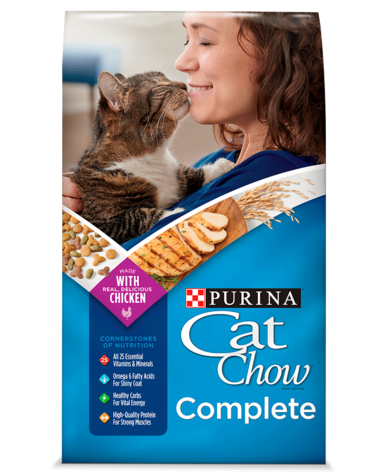 MADE
WITH
REAL, DELICIOUS
CHICKEN
PURINA
Cat
Chow
Complete
CORNERSTONES
OF NUTRITION
25
All 25 Essential
Vitamins & Minerals
Omega 6 Fatty Acids
For Shiny Coat
Healthy Carbs
For Vital Energy
High-Quality Protein
For Strong Muscles